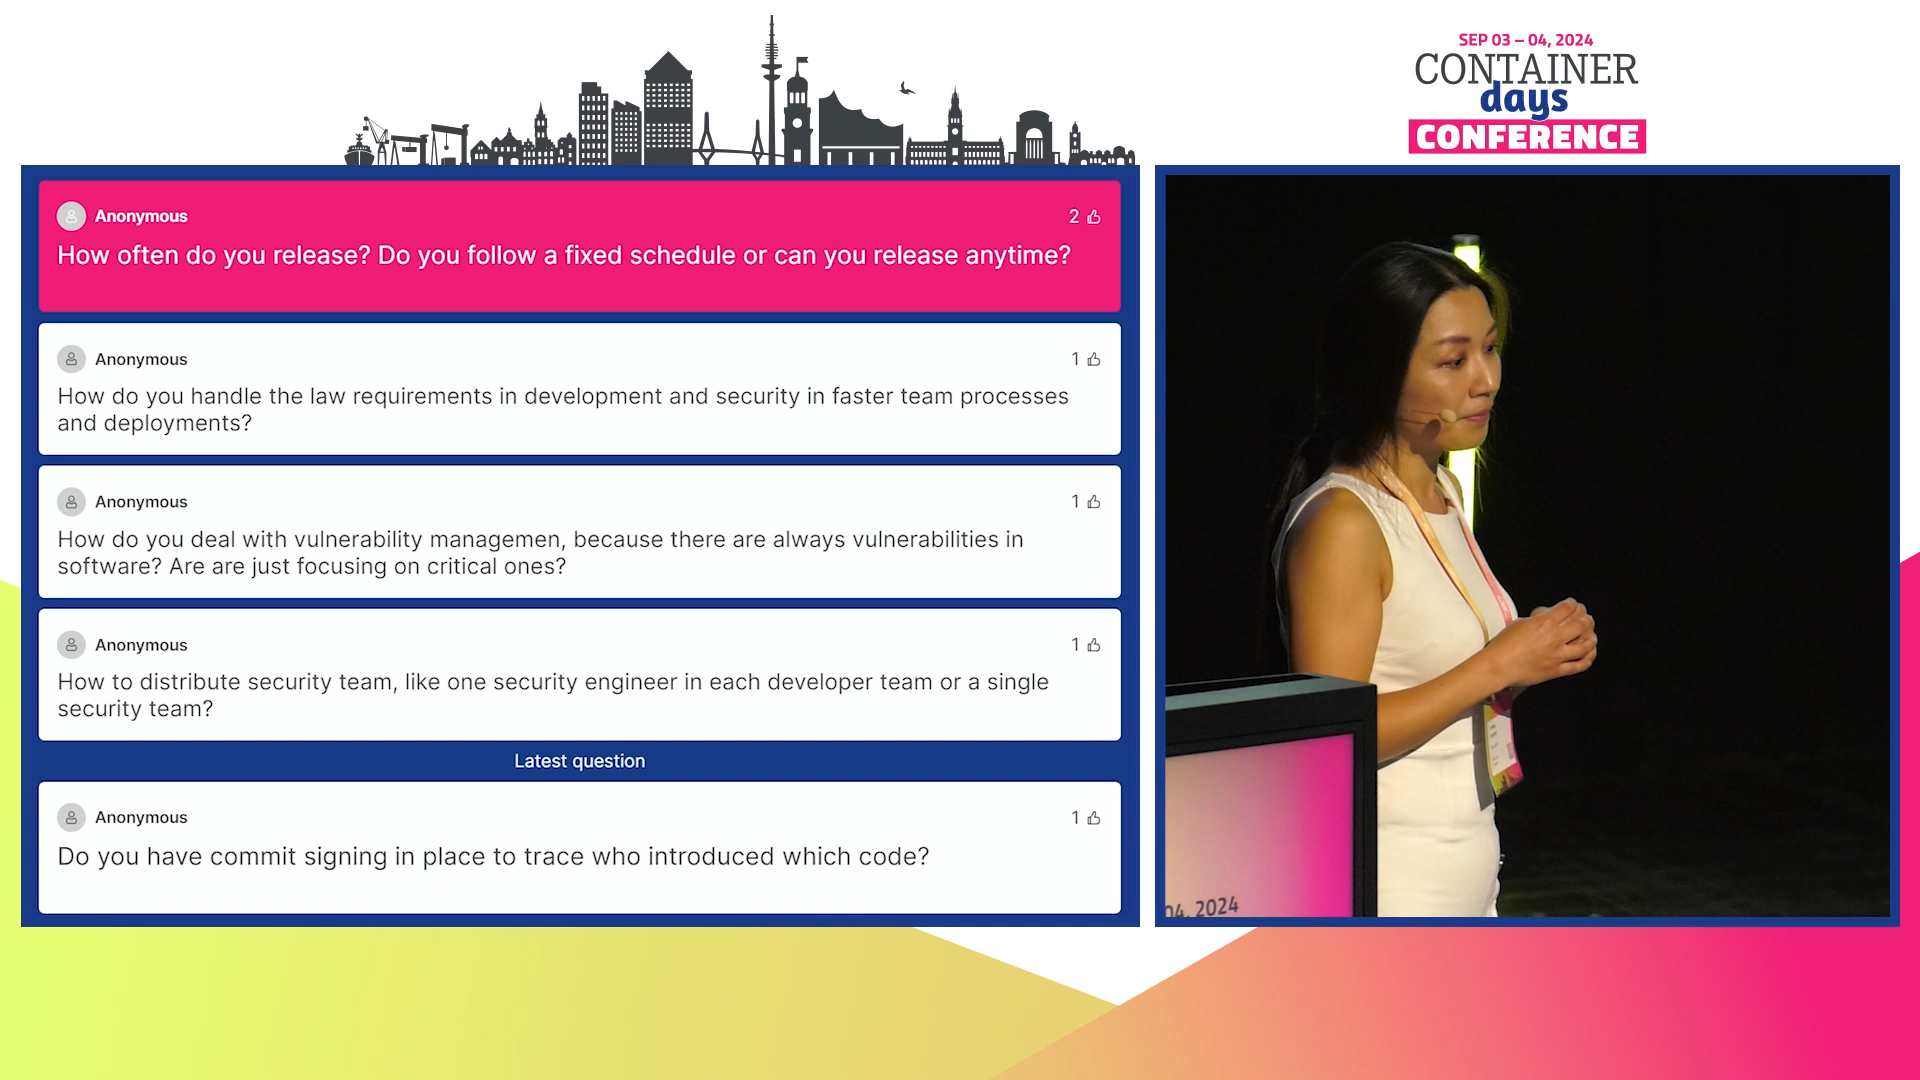 SEP 03 – 04, 2024
CONTAINER
days
CONFERENCE
Anonymous 2
How often do you release? Do you follow a fixed schedule or can you release anytime?
Anonymous 1
How do you handle the law requirements in development and security in faster team processes
and deployments?
Anonymous 1
How do you deal with vulnerability managemen, because there are always vulnerabilities in
software? Are are just focusing on critical ones?
Anonymous 1
How to distribute security team, like one security engineer in each developer team or a single
security team?
Latest question
Anonymous 1
Do you have commit signing in place to trace who introduced which code?
04, 2024